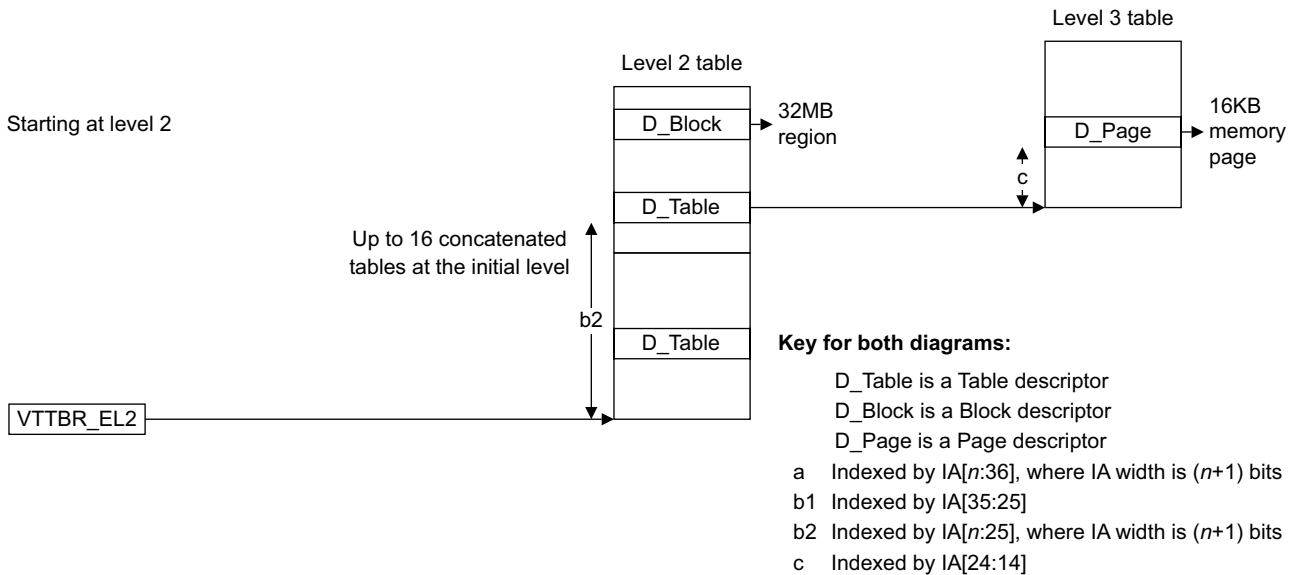 Level 3 table
Level 2 table
Starting at level 2
D_Block
32MB
region
D_Page
16KB
memory
page
c
D_Table
Up to 16 concatenated
tables at the initial level
b2
D_Table
VTTBR_EL2
Key for both diagrams:
D_Table is a Table descriptor
D_Block is a Block descriptor
D_Page is a Page descriptor
a Indexed by IA[n:36], where IA width is (n+1) bits
b1 Indexed by IA[35:25]
b2 Indexed by IA[n:25], where IA width is (n+1) bits
c Indexed by IA[24:14]